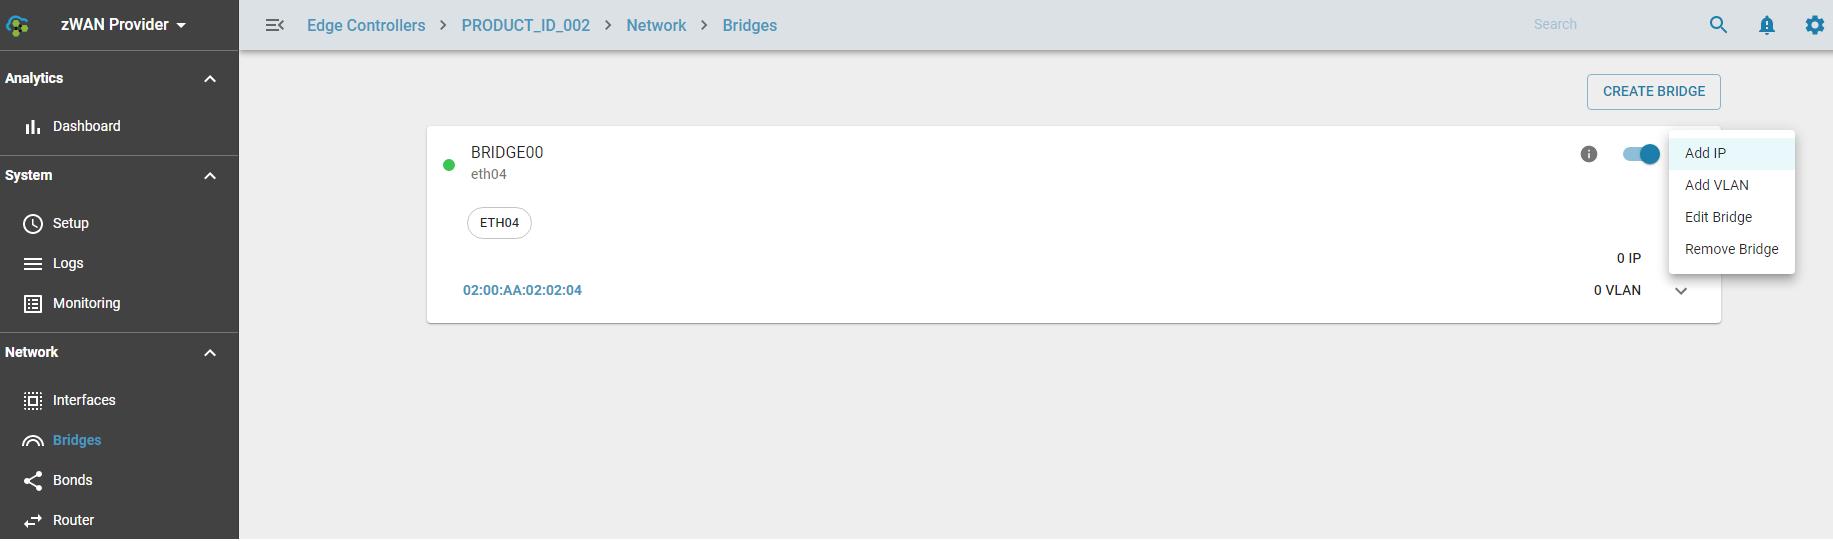 zWAN Provider
Edge Controllers > PRODUCT_ID_002 > Network > Bridges
Search
Analytics
Dashboard
System
Setup
Logs
Monitoring
Network
Interfaces
Bridges
Bonds
Router
CREATE BRIDGE
BRIDGE00
eth04
ETH04
0 IP
02:00:AA:02:02:04
0 VLAN
Add IP
Add VLAN
Edit Bridge
Remove Bridge